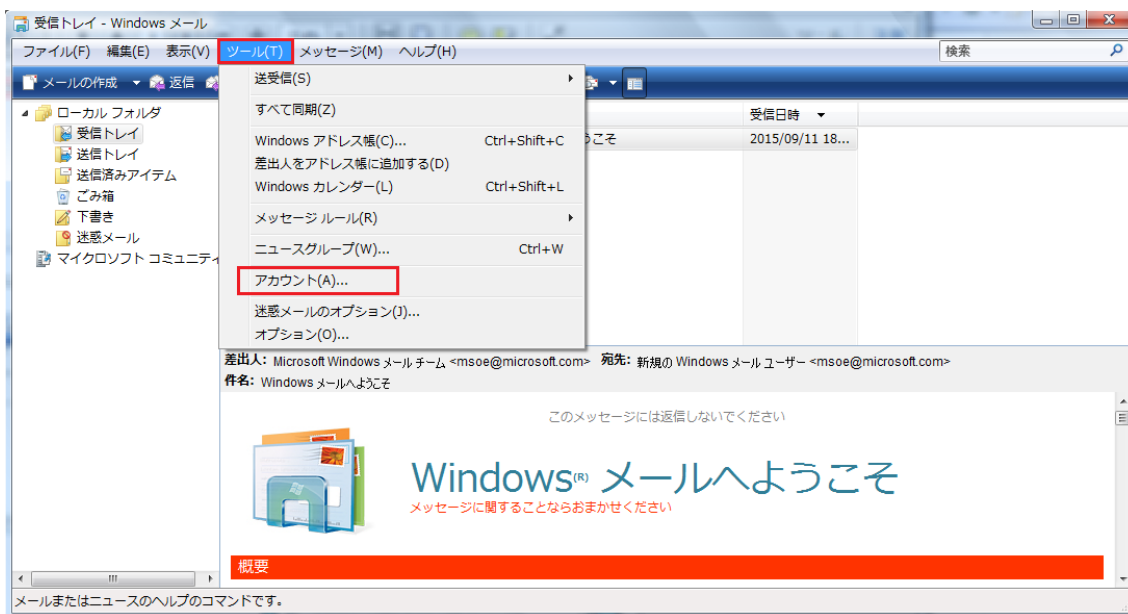 受信トレイ - Windows メール
ファイル(F) 編集(E) 表示(V) ツール(T) メッセージ(M) ヘルプ(H)
検索
メールの作成 返信
ローカル フォルダ
受信トレイ
送信トレイ
送信済みアイテム
ごみ箱
下書き
迷惑メール
マイクロソフト コミュニティ
送受信(S)
すべて同期(Z)
Windows アドレス帳(C)... Ctrl+Shift+C
差出人をアドレス帳に追加する(D)
Windows カレンダー(L) Ctrl+Shift+L
メッセージ ルール(R)
ニュースグループ(W)... Ctrl+W
アカウント(A)...
迷惑メールのオプション(J)...
オプション(O)...
受信日時
うこそ 2015/09/11 18...
差出人: Microsoft Windows メール チーム <msoe@microsoft.com> 宛先: 新規の Windows メール ユーザー <msoe@microsoft.com>
件名: Windows メールへようこそ
このメッセージには返信しないでください
Windows(R) メールへようこそ
メッセージに関することならおまかせください
概要
メールまたはニュースのヘルプのコマンドです。